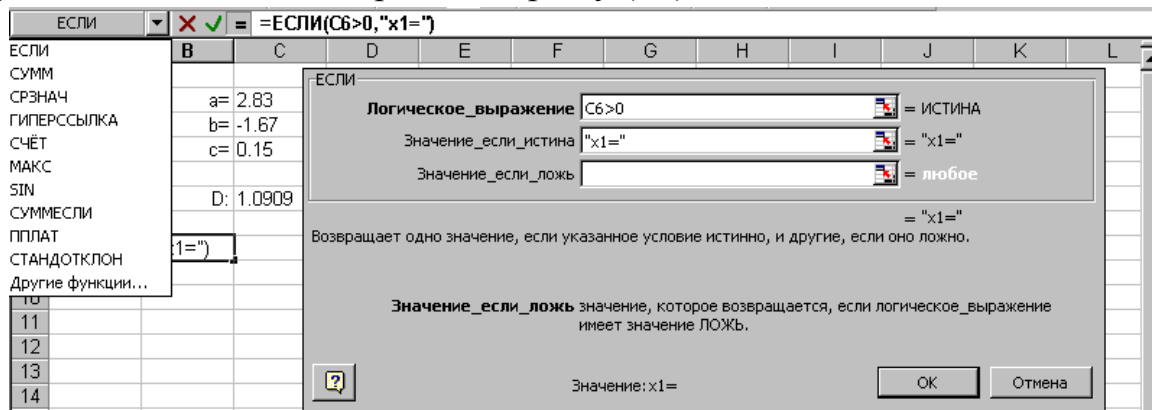 ЕСЛИ =ЕСЛИ(C6>0,"x1=")
B C D E F G H I J K L
ЕСЛИ
СУММ
СРЗНАЧ
ГИПЕРССЫЛКА
СЧЁТ
МАКС
SIN
СУММЕСЛИ
ППЛАТ
СТАНДОТКЛОН
Другие функции...
a= 2.83
b= -1.67
c= 0.15
D: 1.0909
x1=")
10
11
12
13
14
ЕСЛИ
Логическое_выражение C6>0 = ИСТИНА
Значение_если_истина "x1=" = "x1="
Значение_если_ложь = любое
= "x1="
Возвращает одно значение, если указанное условие истинно, и другие, если оно ложно.
Значение_если_ложь значение, которое возвращается, если логическое_выражение
имеет значение ЛОЖЬ.
Значение:x1=
ОК Отмена